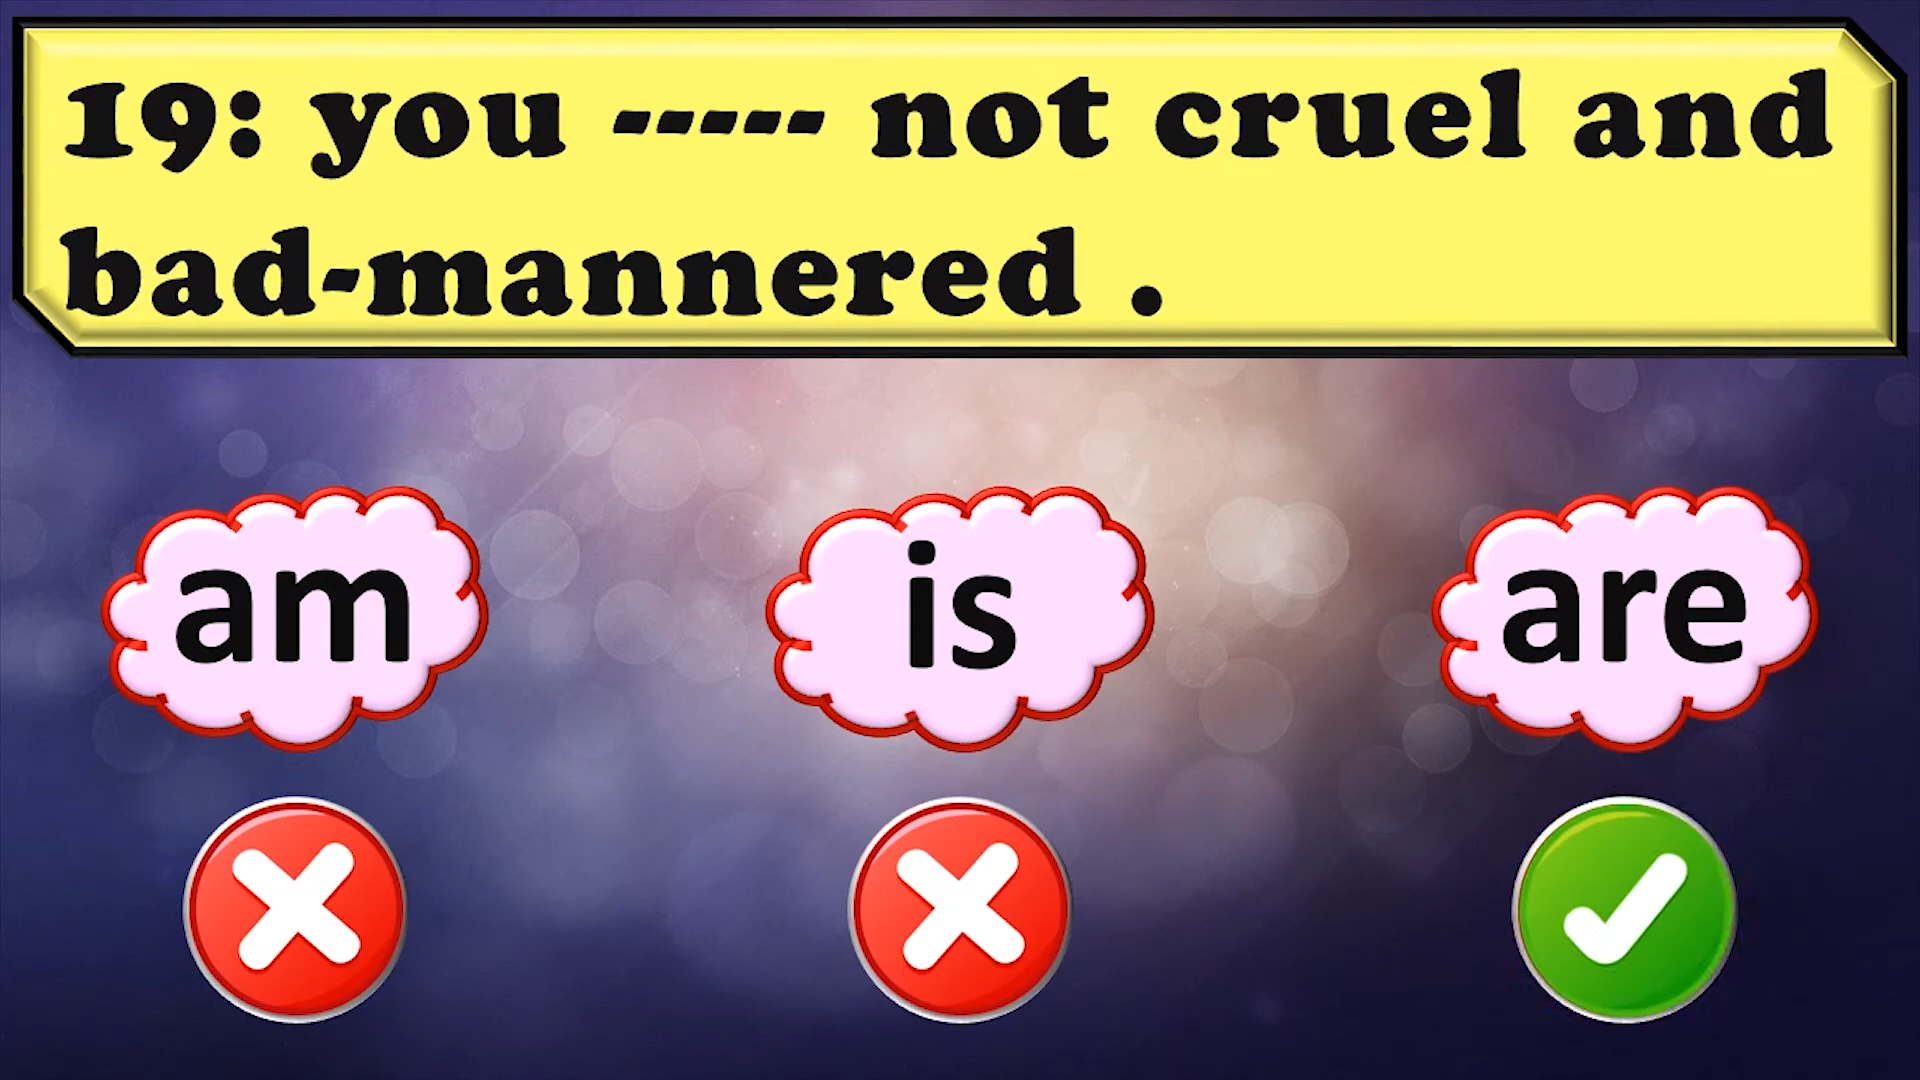 19: you ----- not cruel and
bad-mannered .
am is are